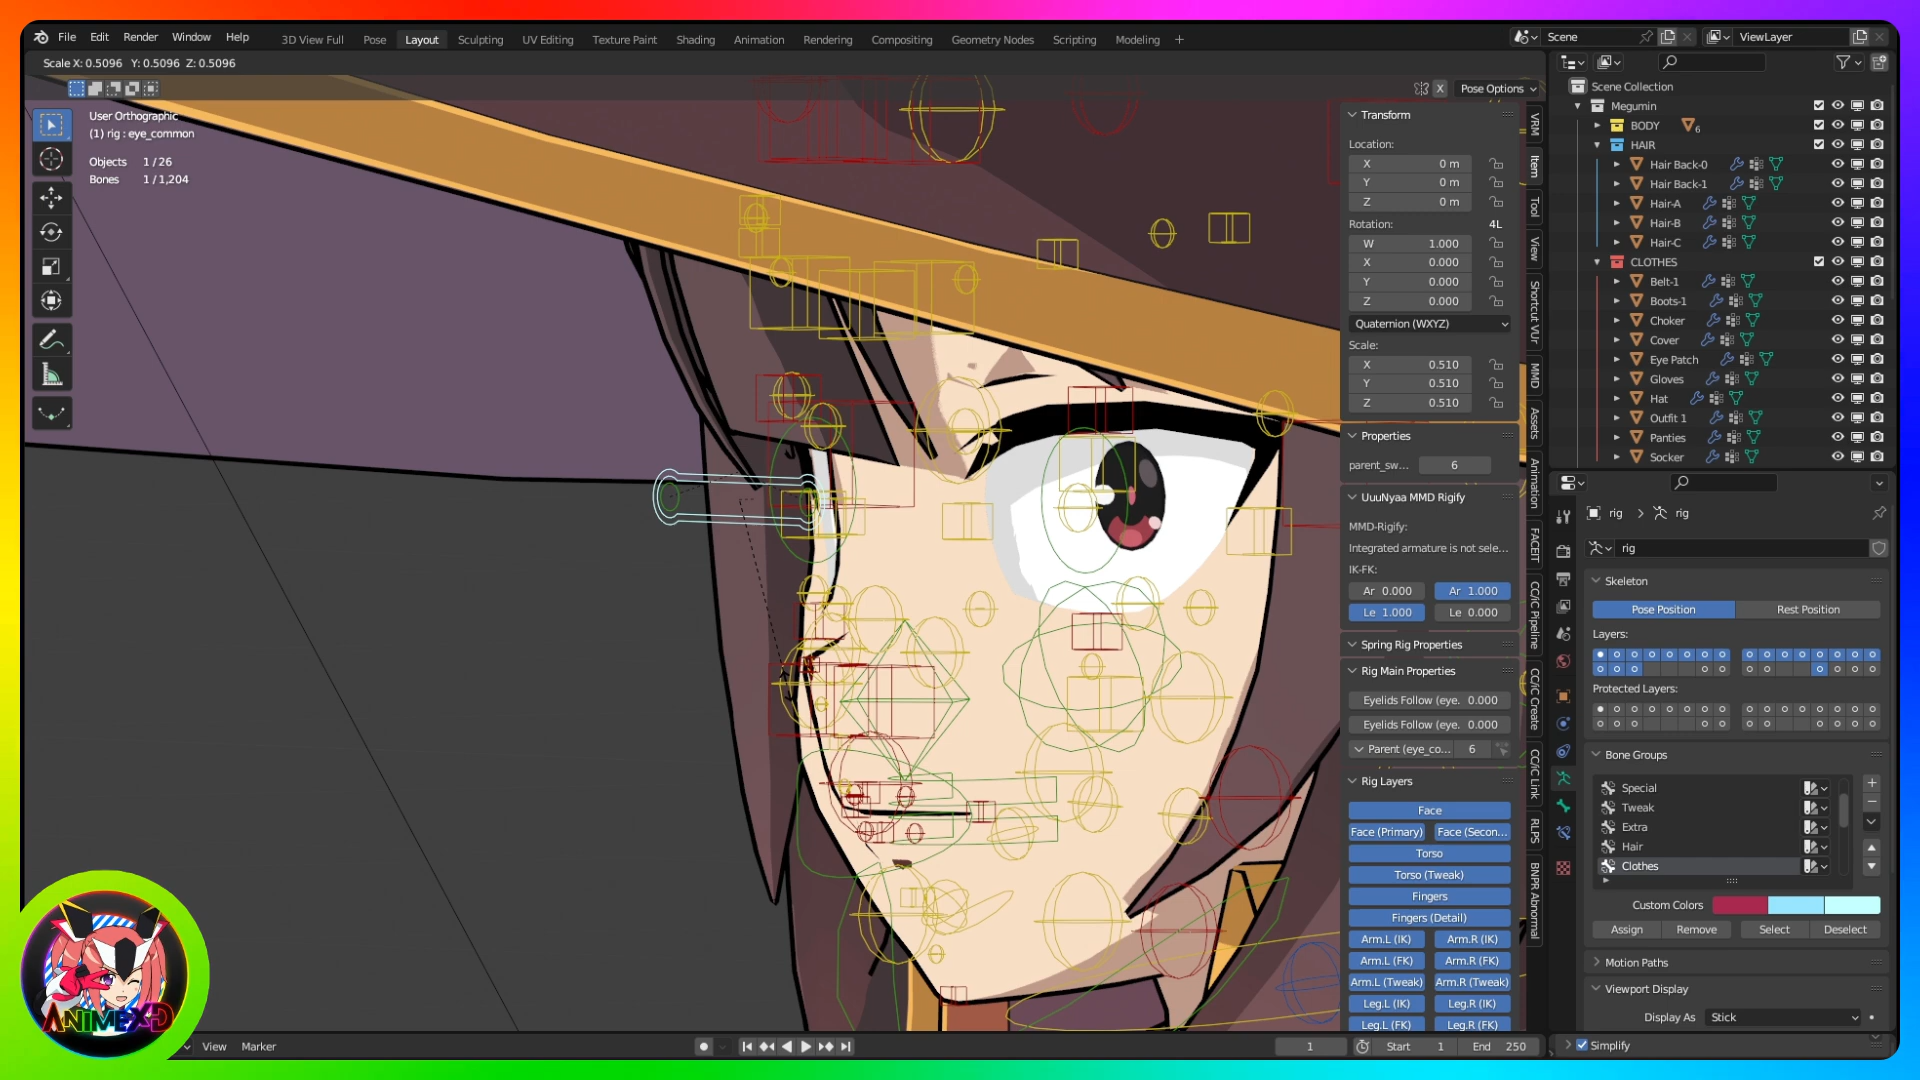 File Edit Render Window Help 3D View Full Pose Layout Sculpting UV Editing Texture Paint Shading Animation Rendering Compositing Geometry Nodes Scripting Modeling + Scene ViewLayer
Scale X: 0.5096 Y: 0.5096 Z: 0.5096
X Pose Options
User Orthographic
(1) rig : eye_common
Objects 1 / 26
Bones 1 / 1,204
Transform
Location:
X 0 m
Y 0 m
Z 0 m
Rotation: 4L
W 1.000
X 0.000
Y 0.000
Z 0.000
Quaternion (WXYZ)
Scale:
X 0.510
Y 0.510
Z 0.510
Properties
parent_sw... 6
UuuNyaa MMD Rigify
MMD-Rigify:
Integrated armature is not sele...
IK-FK:
Ar 0.000 Ar 1.000
Le 1.000 Le 0.000
Spring Rig Properties
Rig Main Properties
Eyelids Follow (eye. 0.000
Eyelids Follow (eye. 0.000
Parent (eye_co... 6
Rig Layers
Face
Face (Primary) Face (Secon...
Torso
Torso (Tweak)
Fingers
Fingers (Detail)
Arm.L (IK) Arm.R (IK)
Arm.L (FK) Arm.R (FK)
Arm.L (Tweak) Arm.R (Tweak)
Leg.L (IK) Leg.R (IK)
Leg.L (FK) Leg.R (FK)
VRM
Item
Tool
View
Shortcut VUr
MMD
Assets
Animation
FACEIT
CC/iC Pipeline
CC/iC Create
CC/iC Link
RLPS
BNPR Abnormal
Scene Collection
Megumin
BODY 6
HAIR
Hair Back-0
Hair Back-1
Hair-A
Hair-B
Hair-C
CLOTHES
Belt-1
Boots-1
Choker
Cover
Eye Patch
Gloves
Hat
Outfit 1
Panties
Socker
rig > rig
rig
Skeleton
Pose Position Rest Position
Layers:
Protected Layers:
Bone Groups
Special
Tweak
Extra
Hair
Clothes
Custom Colors
Assign Remove Select Deselect
Motion Paths
Viewport Display
Display As Stick
Simplify
View Marker 1 Start 1 End 250
ANIMEXD